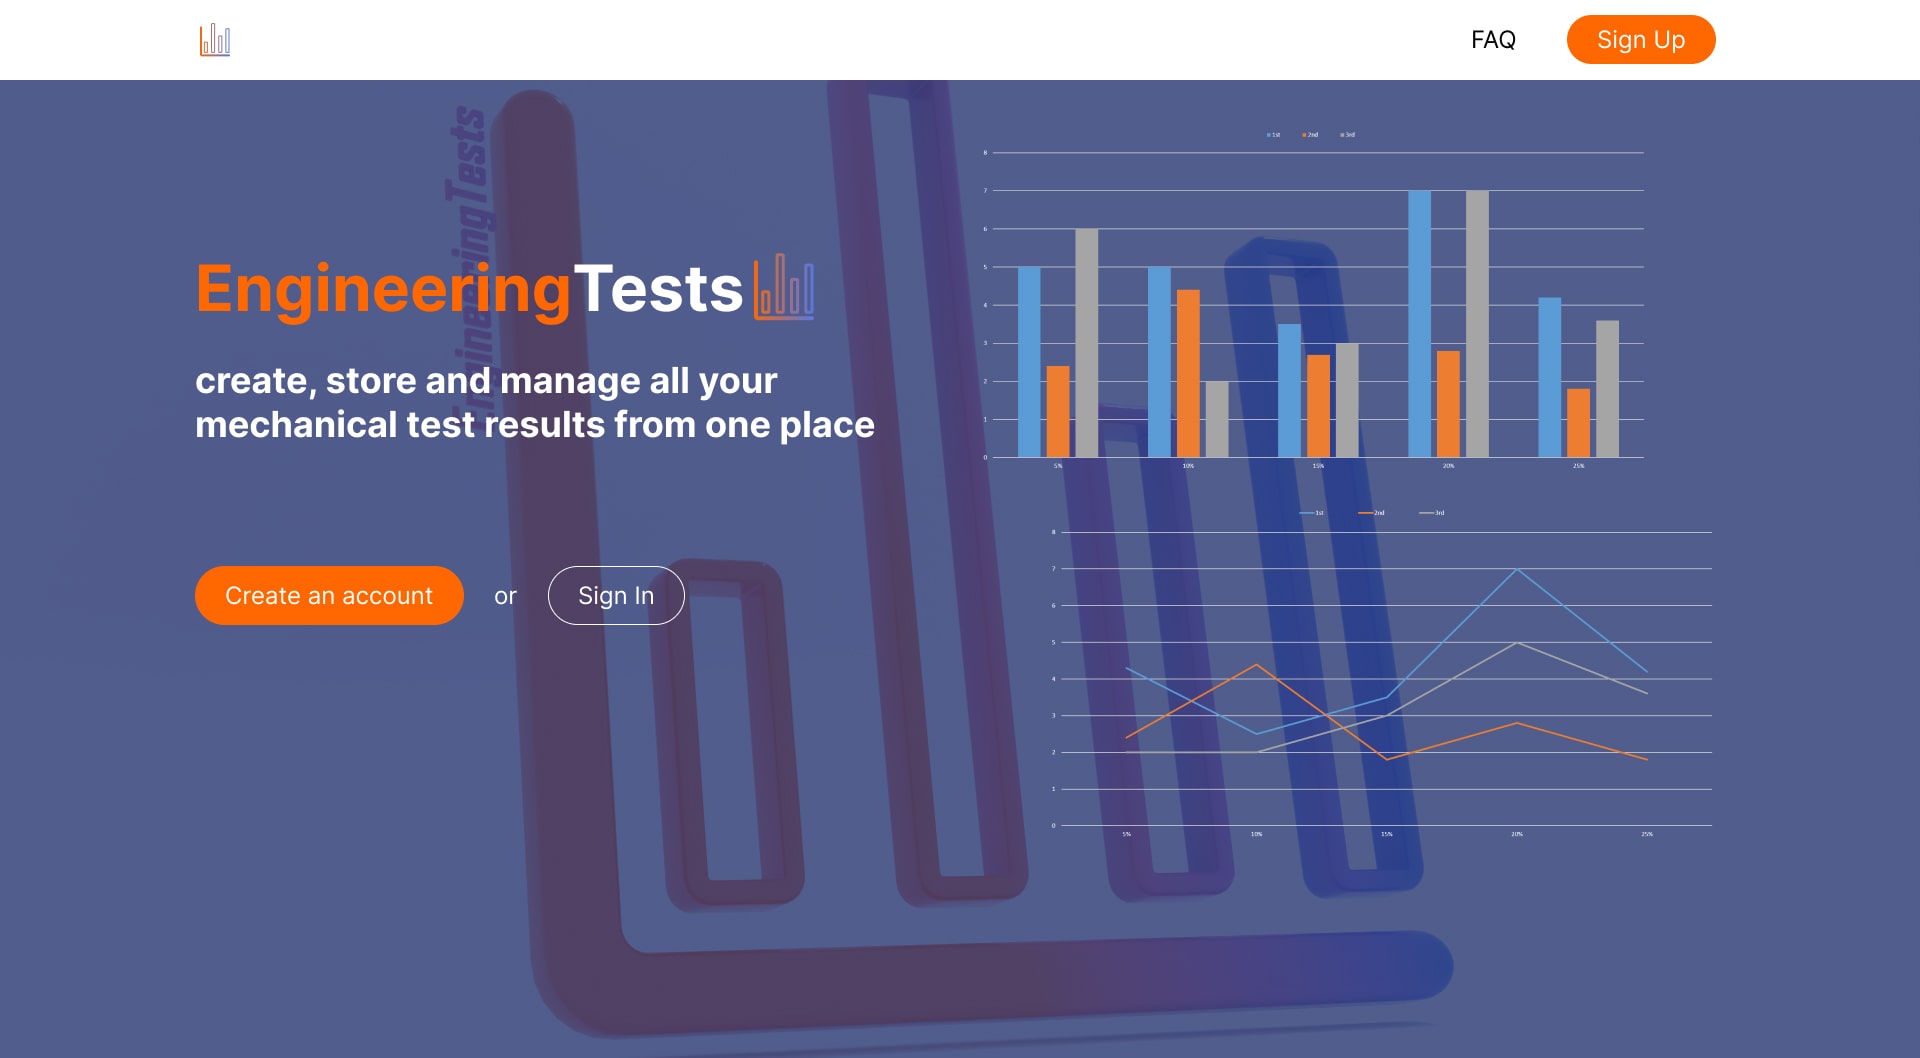 FAQ
Sign Up
EngineeringTests
EngineeringTests
create, store and manage all your
mechanical test results from one place
Create an account
or
Sign In
1st 2nd 3rd
8
7
6
5
4
3
2
1
0
5% 10% 15% 20% 25%
1st 2nd 3rd
8
7
6
5
4
3
2
1
0
5% 10% 15% 20% 25%